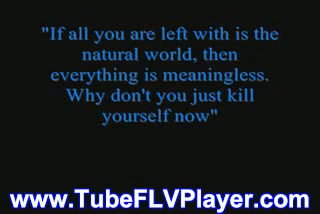 "If all you are left with is the
natural world, then
everything is meaningless.
Why don't you just kill
yourself now"
www.TubeFLVPlayer.com